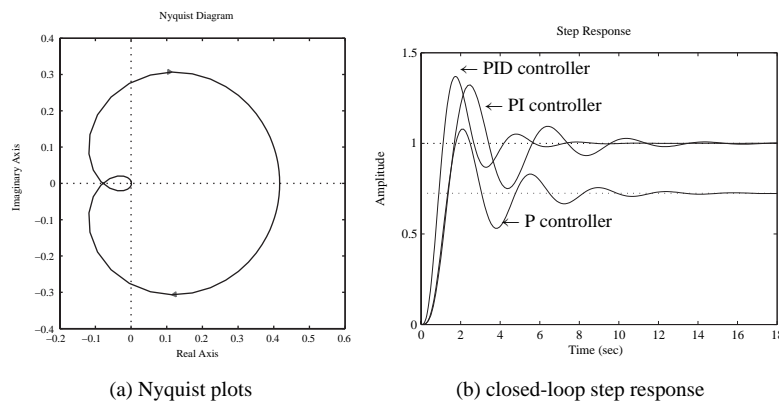 Nyquist Diagram
0.4
0.3
0.2
0.1
0
−0.1
−0.2
−0.3
−0.4
Imaginary Axis
−0.2
−0.1
0
0.1
0.2
0.3
0.4
0.5
0.6
Real Axis
(a) Nyquist plots
Step Response
1.5
1
0.5
0
Amplitude
← PID controller
← PI controller
← P controller
0
2
4
6
8
10
12
14
16
18
Time (sec)
(b) closed-loop step response